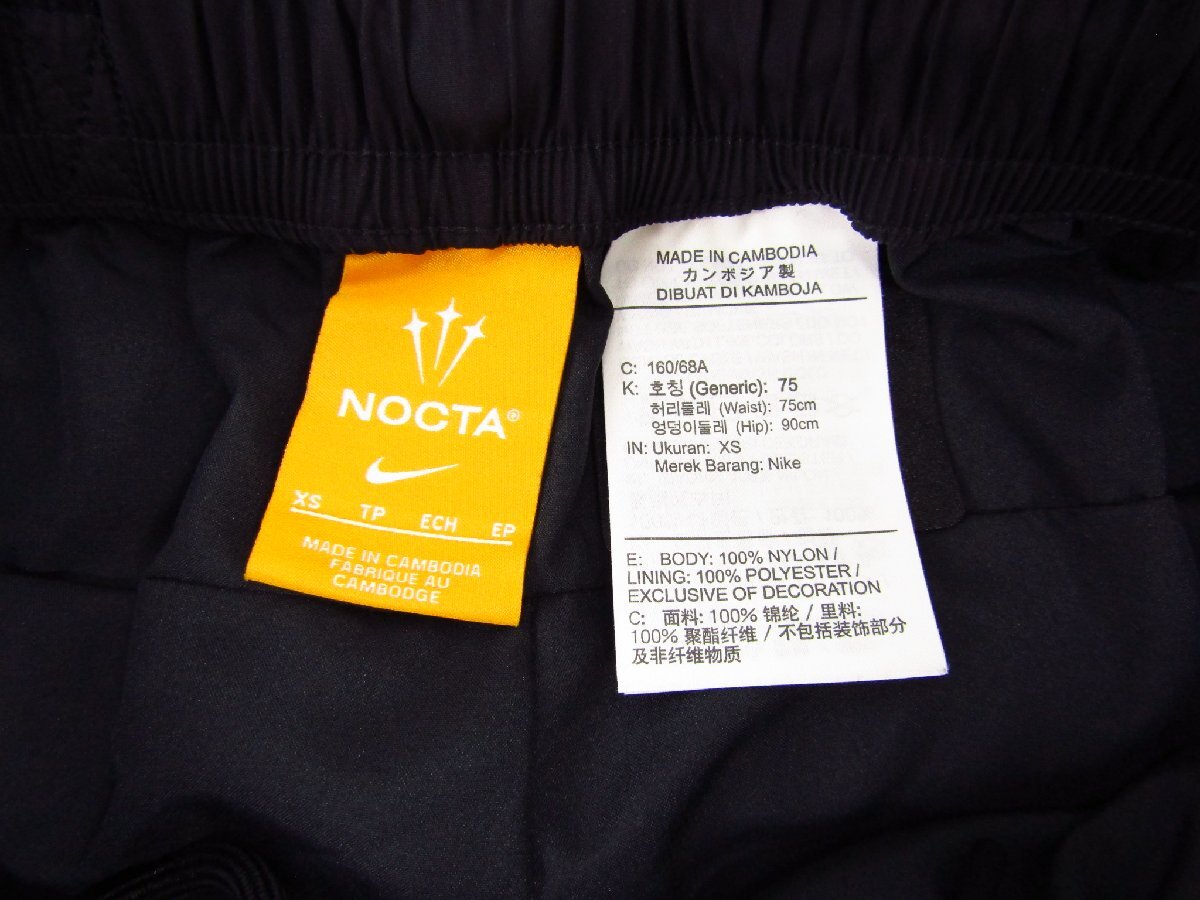 NOCTA®
XS TP ECH EP
MADE IN CAMBODIA
FABRIQUE AU
CAMBODGE
MADE IN CAMBODIA
カンボジア製
DIBUAT DI KAMBOJA
C: 160/68A
K: 호칭 (Generic): 75
허리둘레 (Waist): 75cm
엉덩이둘레 (Hip): 90cm
IN: Ukuran: XS
Merek Barang: Nike
E: BODY: 100% NYLON /
LINING: 100% POLYESTER /
EXCLUSIVE OF DECORATION
C: 面料: 100% 锦纶 / 里料:
100% 聚酯纤维 / 不包括装饰部分
及非纤维物质